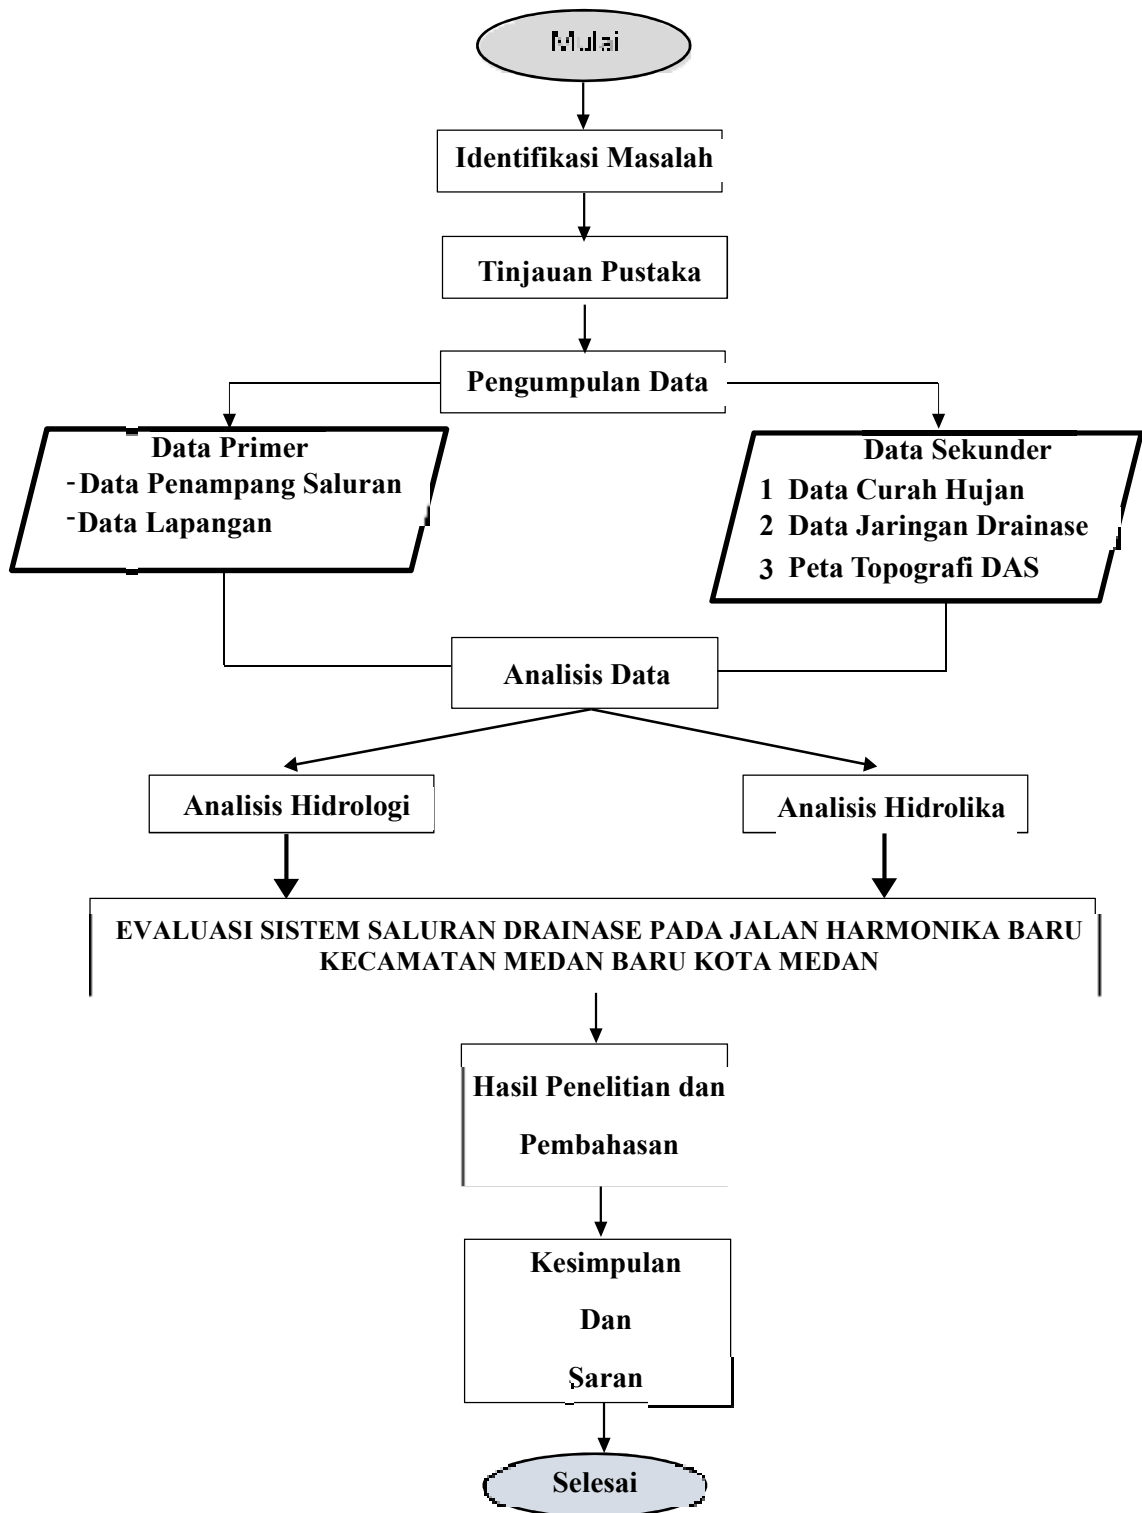 Mulai
Identifikasi Masalah
Tinjauan Pustaka
Pengumpulan Data
Data Primer
-Data Penampang Saluran
-Data Lapangan
Data Sekunder
1 Data Curah Hujan
2 Data Jaringan Drainase
3 Peta Topografi DAS
Analisis Data
Analisis Hidrologi
Analisis Hidrolika
EVALUASI SISTEM SALURAN DRAINASE PADA JALAN HARMONIKA BARU
KECAMATAN MEDAN BARU KOTA MEDAN
Hasil Penelitian dan
Pembahasan
Kesimpulan
Dan
Saran
Selesai